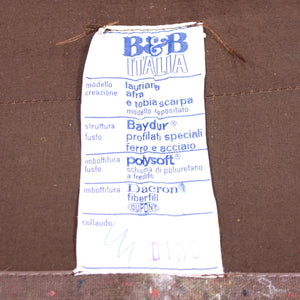 B&B
ITALIA
modello lauriana
creazione afra
e tobia scarpa
modello depositato
struttura Baydur®
fusto profilati speciali
ferro e acciaio
imbottitura polysoft®
fusto schiuma di poliuretano
a freddo
imbottitura Dacron®
fiberfill
DUPONT
collaudo